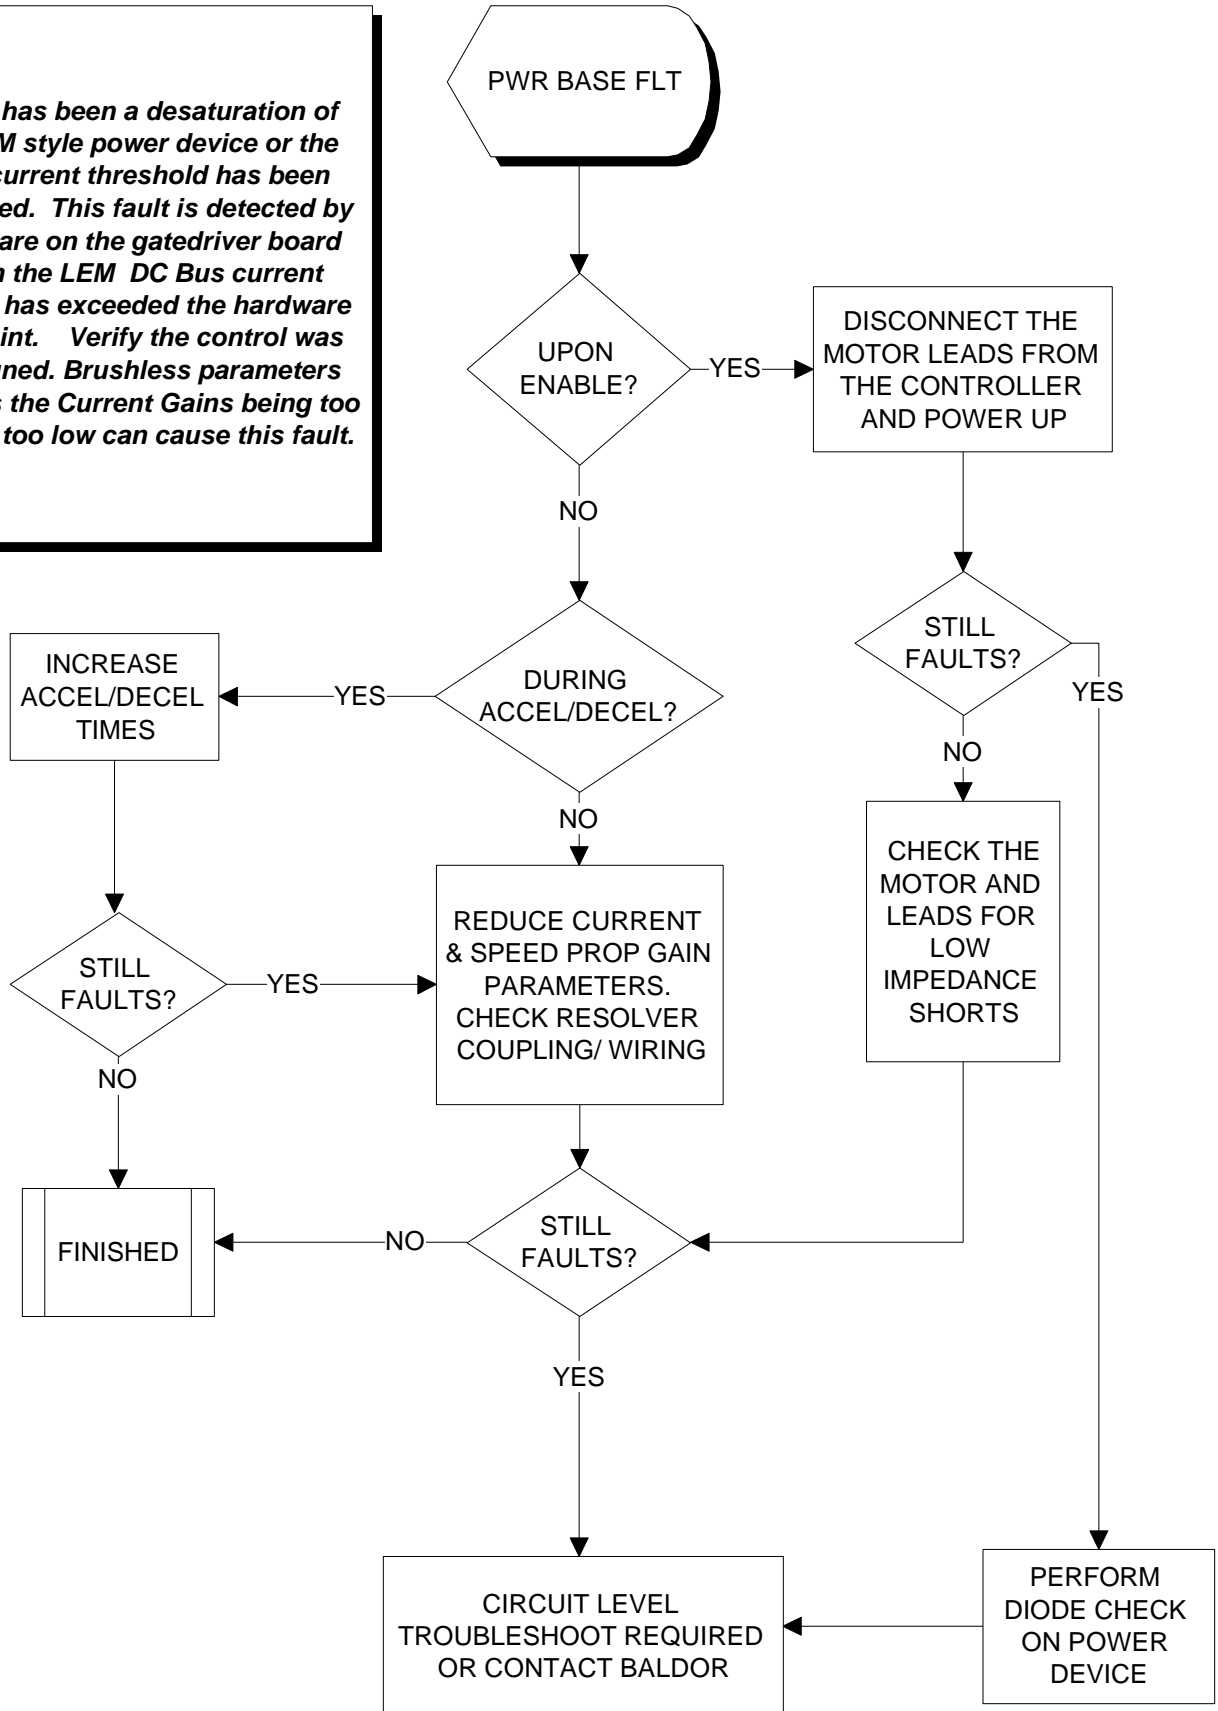 has been a desaturation of
style power device or the
current threshold has been
This fault is detected by
on the gatedriver board
the LEM DC Bus current
has exceeded the hardware
Verify the control was
Brushless parameters
the Current Gains being too
too low can cause this fault.
PWR BASE FLT
UPON
ENABLE?
YES
DISCONNECT THE
MOTOR LEADS FROM
THE CONTROLLER
AND POWER UP
NO
STILL
FAULTS?
YES
NO
INCREASE
ACCEL/DECEL
TIMES
YES
DURING
ACCEL/DECEL?
NO
CHECK THE
MOTOR AND
LEADS FOR
LOW
IMPEDANCE
SHORTS
REDUCE CURRENT
& SPEED PROP GAIN
PARAMETERS.
CHECK RESOLVER
COUPLING/ WIRING
STILL
FAULTS?
YES
NO
FINISHED
NO
STILL
FAULTS?
YES
CIRCUIT LEVEL
TROUBLESHOOT REQUIRED
OR CONTACT BALDOR
PERFORM
DIODE CHECK
ON POWER
DEVICE